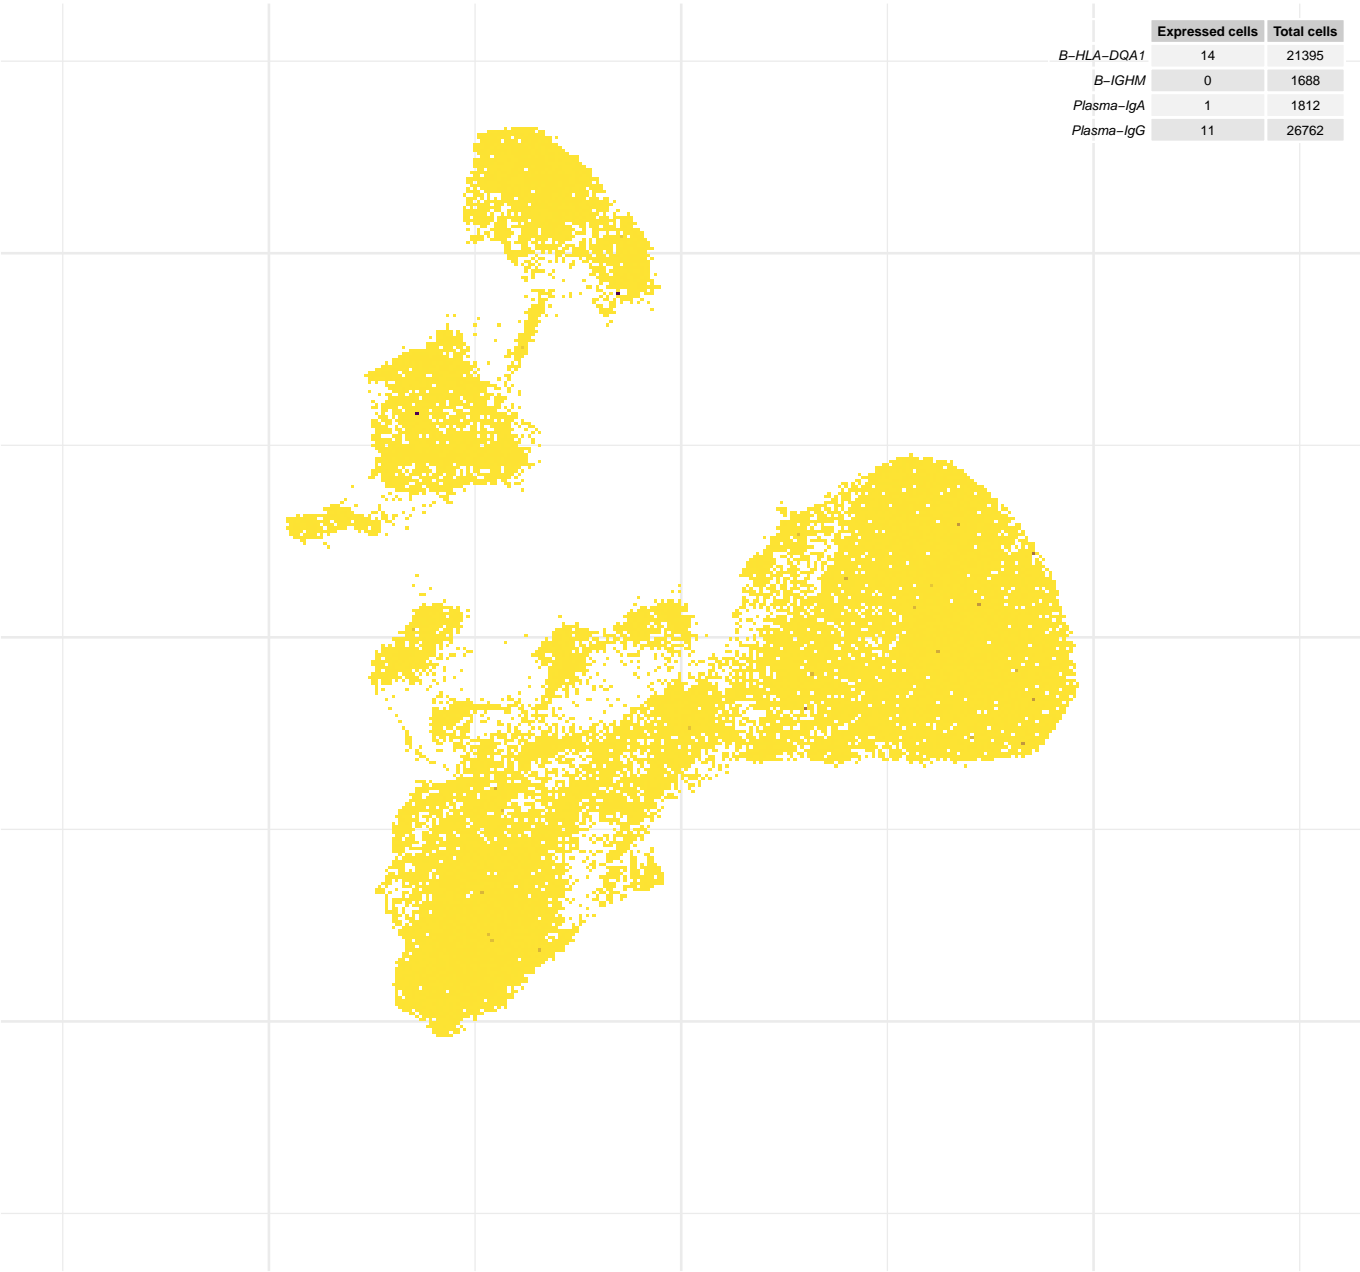 Expressed cells Total cells
B−HLA−DQA1 14 21395
B−IGHM 0 1688
Plasma−IgA 1 1812
Plasma−IgG 11 26762